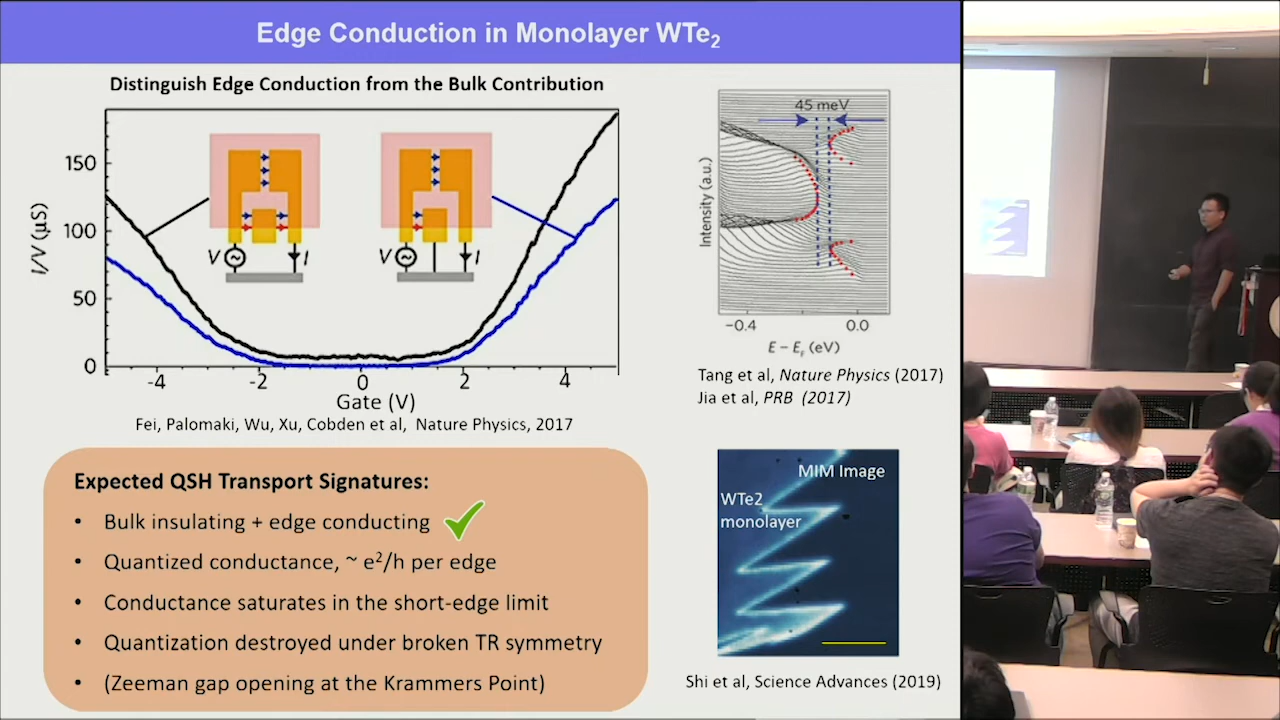 Edge Conduction in Monolayer WTe₂
Distinguish Edge Conduction from the Bulk Contribution
I/V (µS)
150
100
50
0
-4
-2
0
2
4
Gate (V)
V
I
V
I
Fei, Palomaki, Wu, Xu, Cobden et al, Nature Physics, 2017
45 meV
Intensity (a.u.)
−0.4
0.0
E − E_F (eV)
Tang et al, Nature Physics (2017)
Jia et al, PRB (2017)
Expected QSH Transport Signatures:
• Bulk insulating + edge conducting
• Quantized conductance, ~ e²/h per edge
• Conductance saturates in the short-edge limit
• Quantization destroyed under broken TR symmetry
• (Zeeman gap opening at the Krammers Point)
MIM Image
WTe2
monolayer
Shi et al, Science Advances (2019)